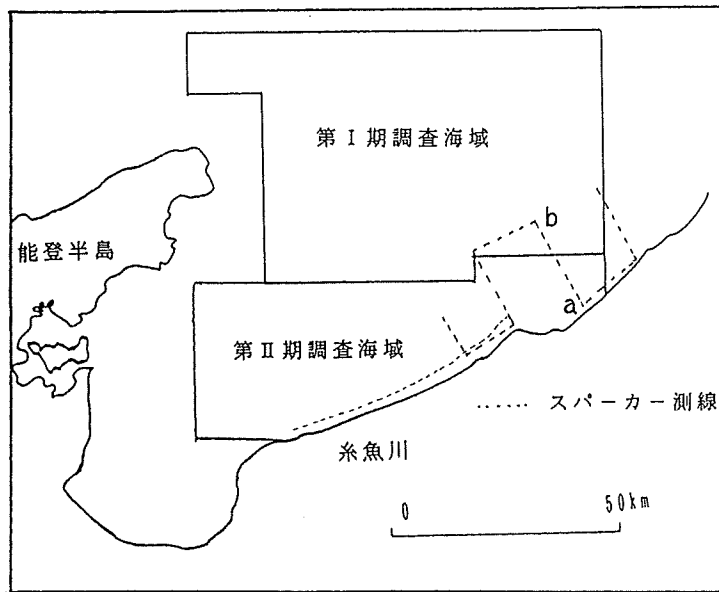 第Ⅰ期調査海域
b
能登半島
a
第Ⅱ期調査海域
...... スパーカー測線
糸魚川
0 50km